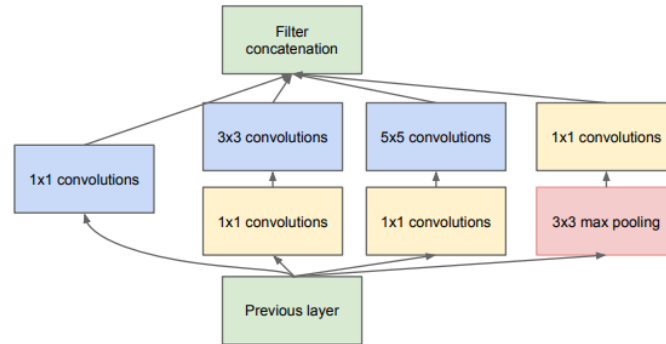 Filter
concatenation
3x3 convolutions
5x5 convolutions
1x1 convolutions
1x1 convolutions
1x1 convolutions
1x1 convolutions
3x3 max pooling
Previous layer